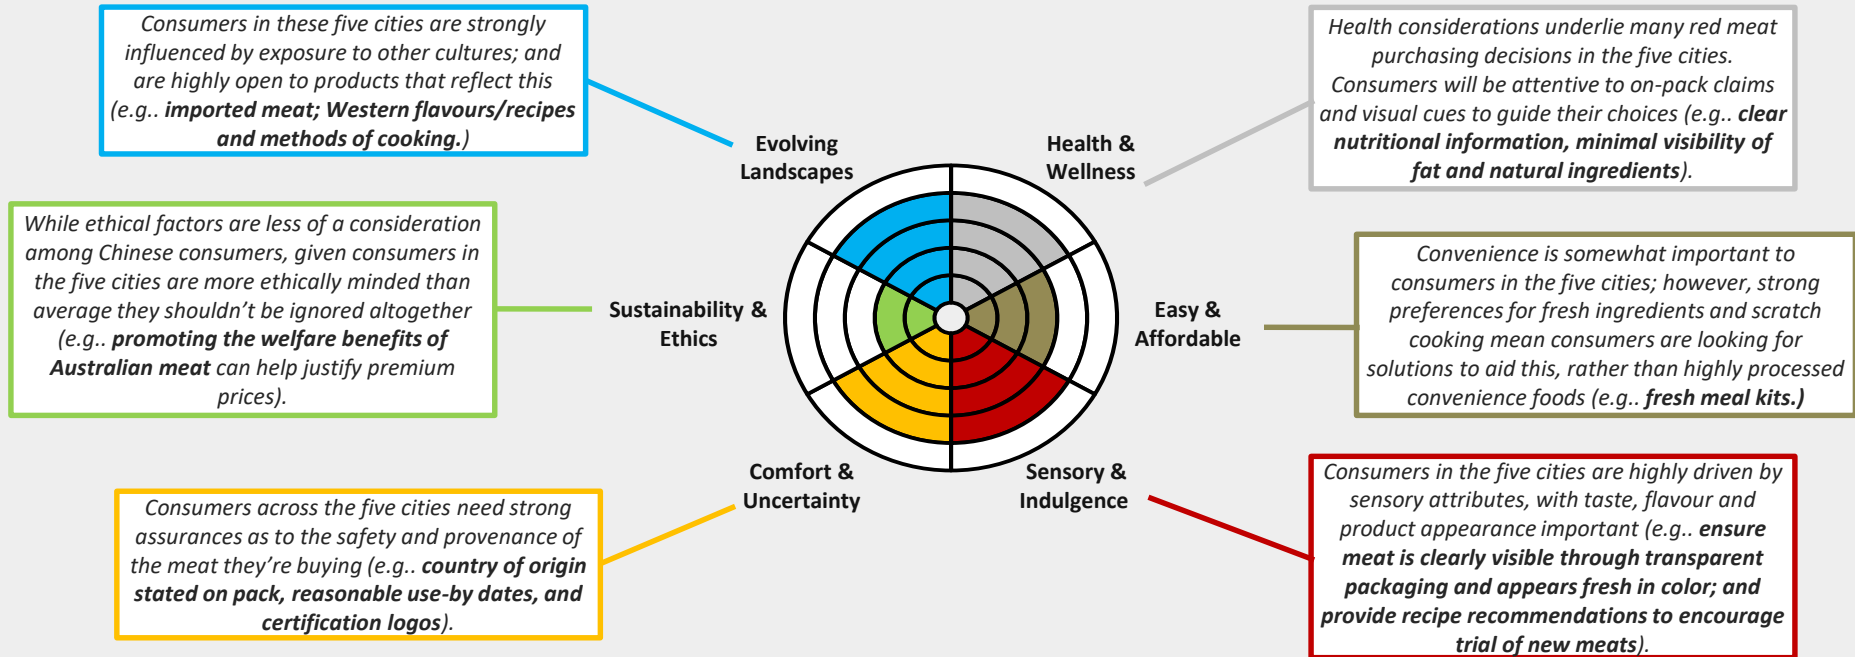 Consumers in these five cities are strongly
influenced by exposure to other cultures; and
are highly open to products that reflect this
(e.g.. imported meat; Western flavours/recipes
and methods of cooking.)
Health considerations underlie many red meat
purchasing decisions in the five cities.
Consumers will be attentive to on-pack claims
and visual cues to guide their choices (e.g.. clear
nutritional information, minimal visibility of
fat and natural ingredients).
Evolving
Landscapes
Health &
Wellness
While ethical factors are less of a consideration
among Chinese consumers, given consumers in
the five cities are more ethically minded than
average they shouldn't be ignored altogether
(e.g.. promoting the welfare benefits of
Australian meat can help justify premium
prices).
Sustainability &
Ethics
Easy &
Affordable
Convenience is somewhat important to
consumers in the five cities; however, strong
preferences for fresh ingredients and scratch
cooking mean consumers are looking for
solutions to aid this, rather than highly processed
convenience foods (e.g.. fresh meal kits.)
Comfort &
Uncertainty
Sensory &
Indulgence
Consumers across the five cities need strong
assurances as to the safety and provenance of
the meat they're buying (e.g.. country of origin
stated on pack, reasonable use-by dates, and
certification logos).
Consumers in the five cities are highly driven by
sensory attributes, with taste, flavour and
product appearance important (e.g.. ensure
meat is clearly visible through transparent
packaging and appears fresh in color; and
provide recipe recommendations to encourage
trial of new meats).